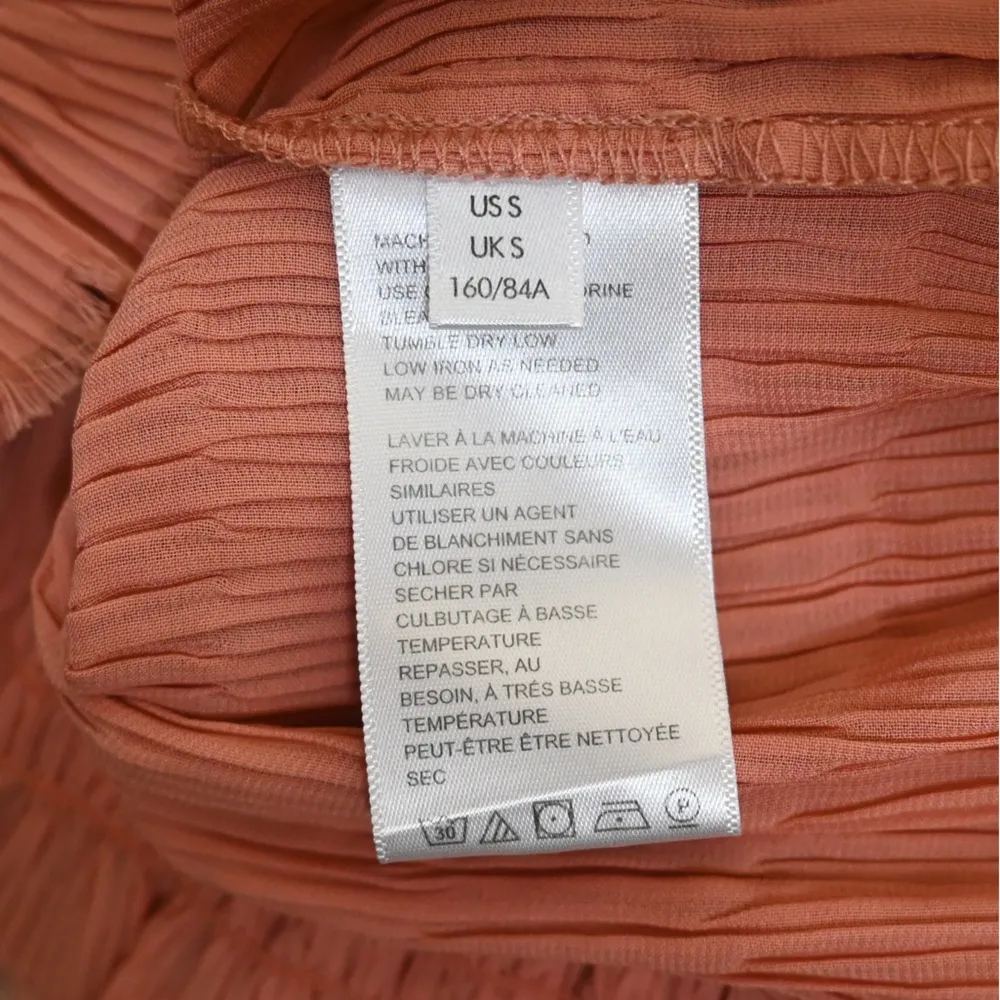 US S
UK S
160/84A
MACH
WITH
USE ORINE
BLEA
TUMBLE DRY LOW
LOW IRON AS NEEDED
MAY BE DRY CLEANED
LAVER À LA MACHINE À L'EAU
FROIDE AVEC COULEURS
SIMILAIRES
UTILISER UN AGENT
DE BLANCHIMENT SANS
CHLORE SI NÉCESSAIRE
SECHER PAR
CULBUTAGE À BASSE
TEMPERATURE
REPASSER, AU
BESOIN, À TRÉS BASSE
TEMPÉRATURE
PEUT-ÊTRE ÊTRE NETTOYÉE
SEC
30 P